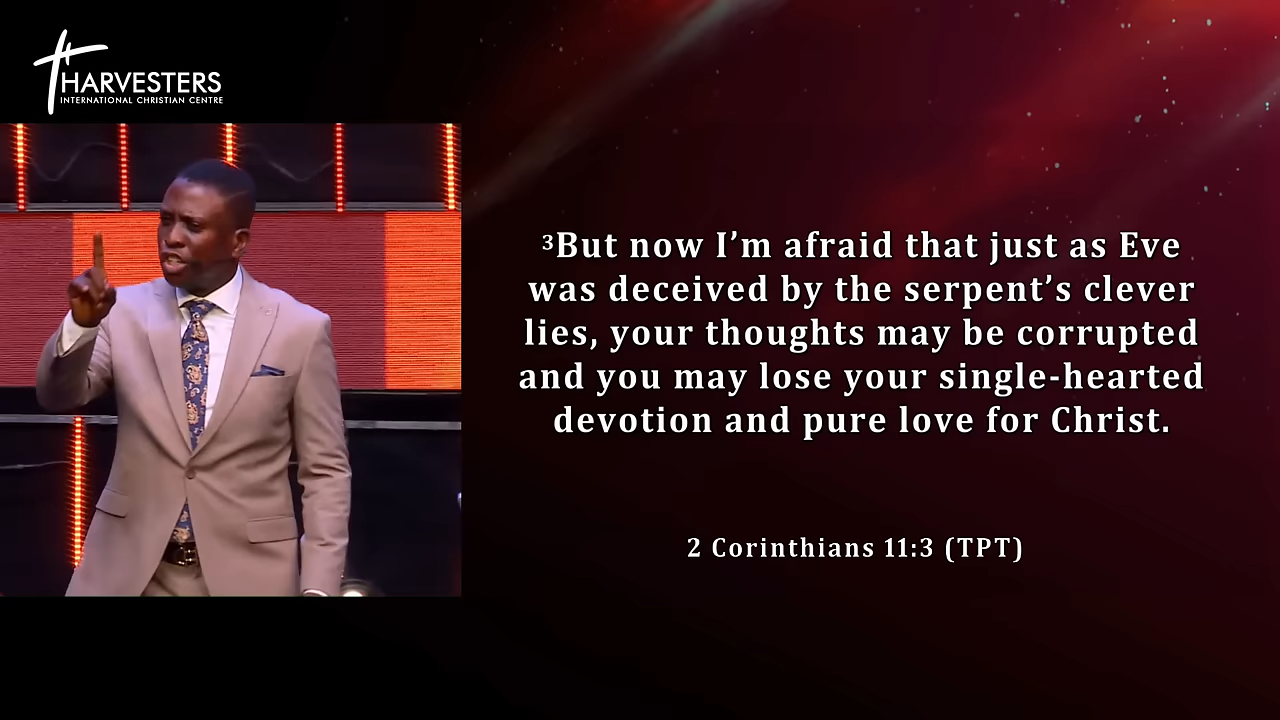 HARVESTERS
INTERNATIONAL CHRISTIAN CENTRE
³But now I’m afraid that just as Eve
was deceived by the serpent’s clever
lies, your thoughts may be corrupted
and you may lose your single-hearted
devotion and pure love for Christ.
2 Corinthians 11:3 (TPT)